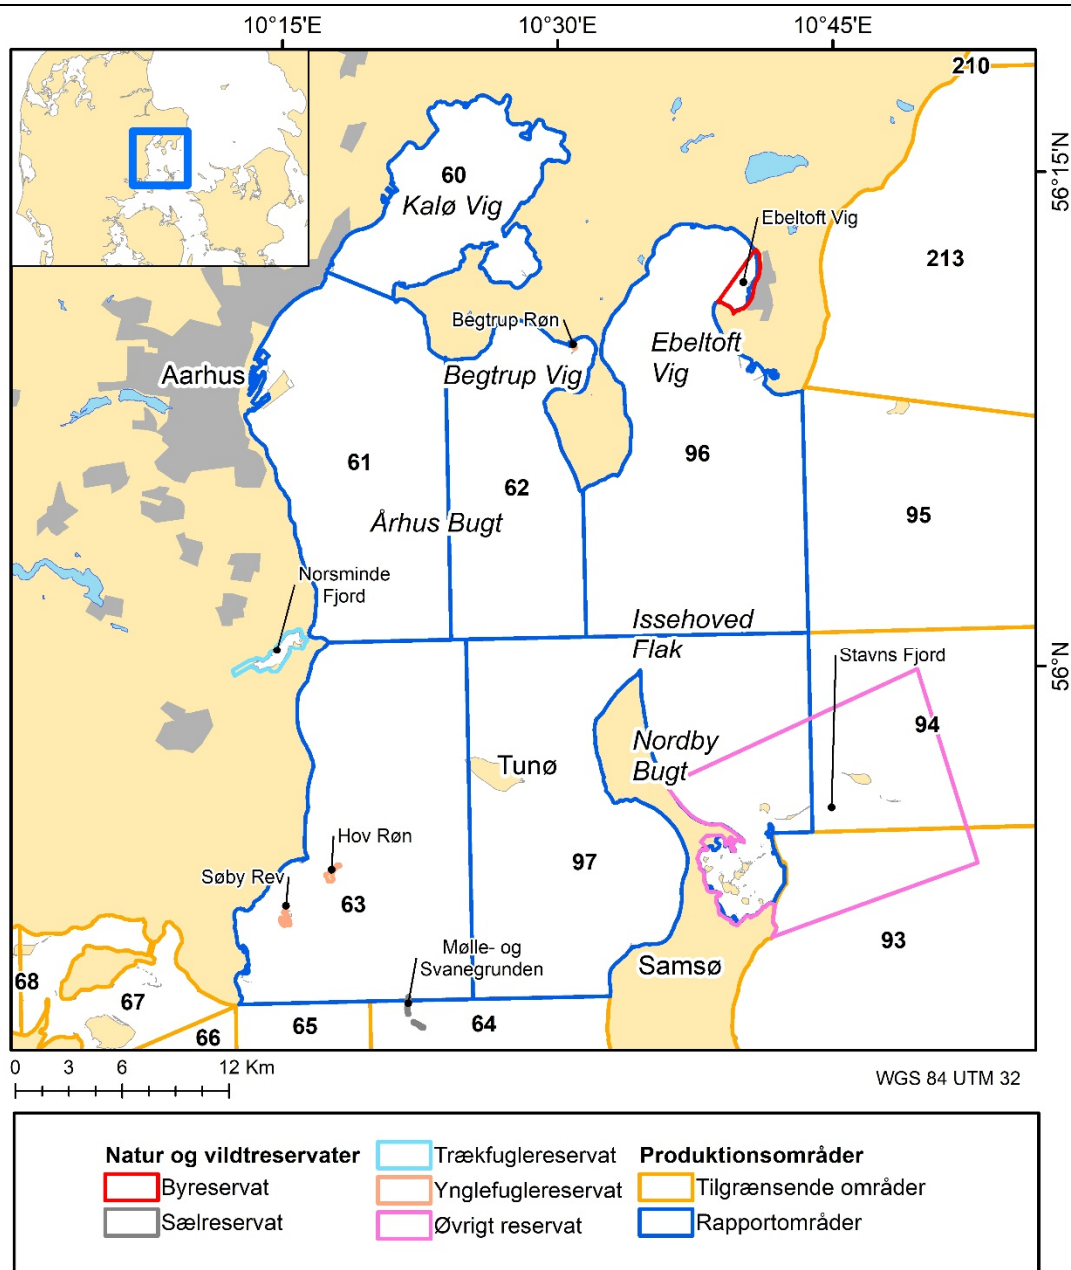 10°15'E
10°30'E
10°45'E
210
56°15'N
60
Kalø Vig
Ebeltoft Vig
213
Bègtrup Røn
Ebeltoft
Vig
Aarhus
Begtrup Vig
61
96
62
95
Århus Bugt
Norsminde
Fjord
Issehoved
Flak
Stavns Fjord
56°N
94
Nordby
Bugt
Tunø
Hov Røn
97
Søby Rev
63
93
Mølle- og
Svanegrunden
Samsø
68
67
65
64
66
0 3 6 12 Km
WGS 84 UTM 32
Natur og vildtreservater
Byreservat
Sælreservat
Trækfuglereservat
Ynglefuglereservat
Øvrigt reservat
Produktionsområder
Tilgrænsende områder
Rapportområder